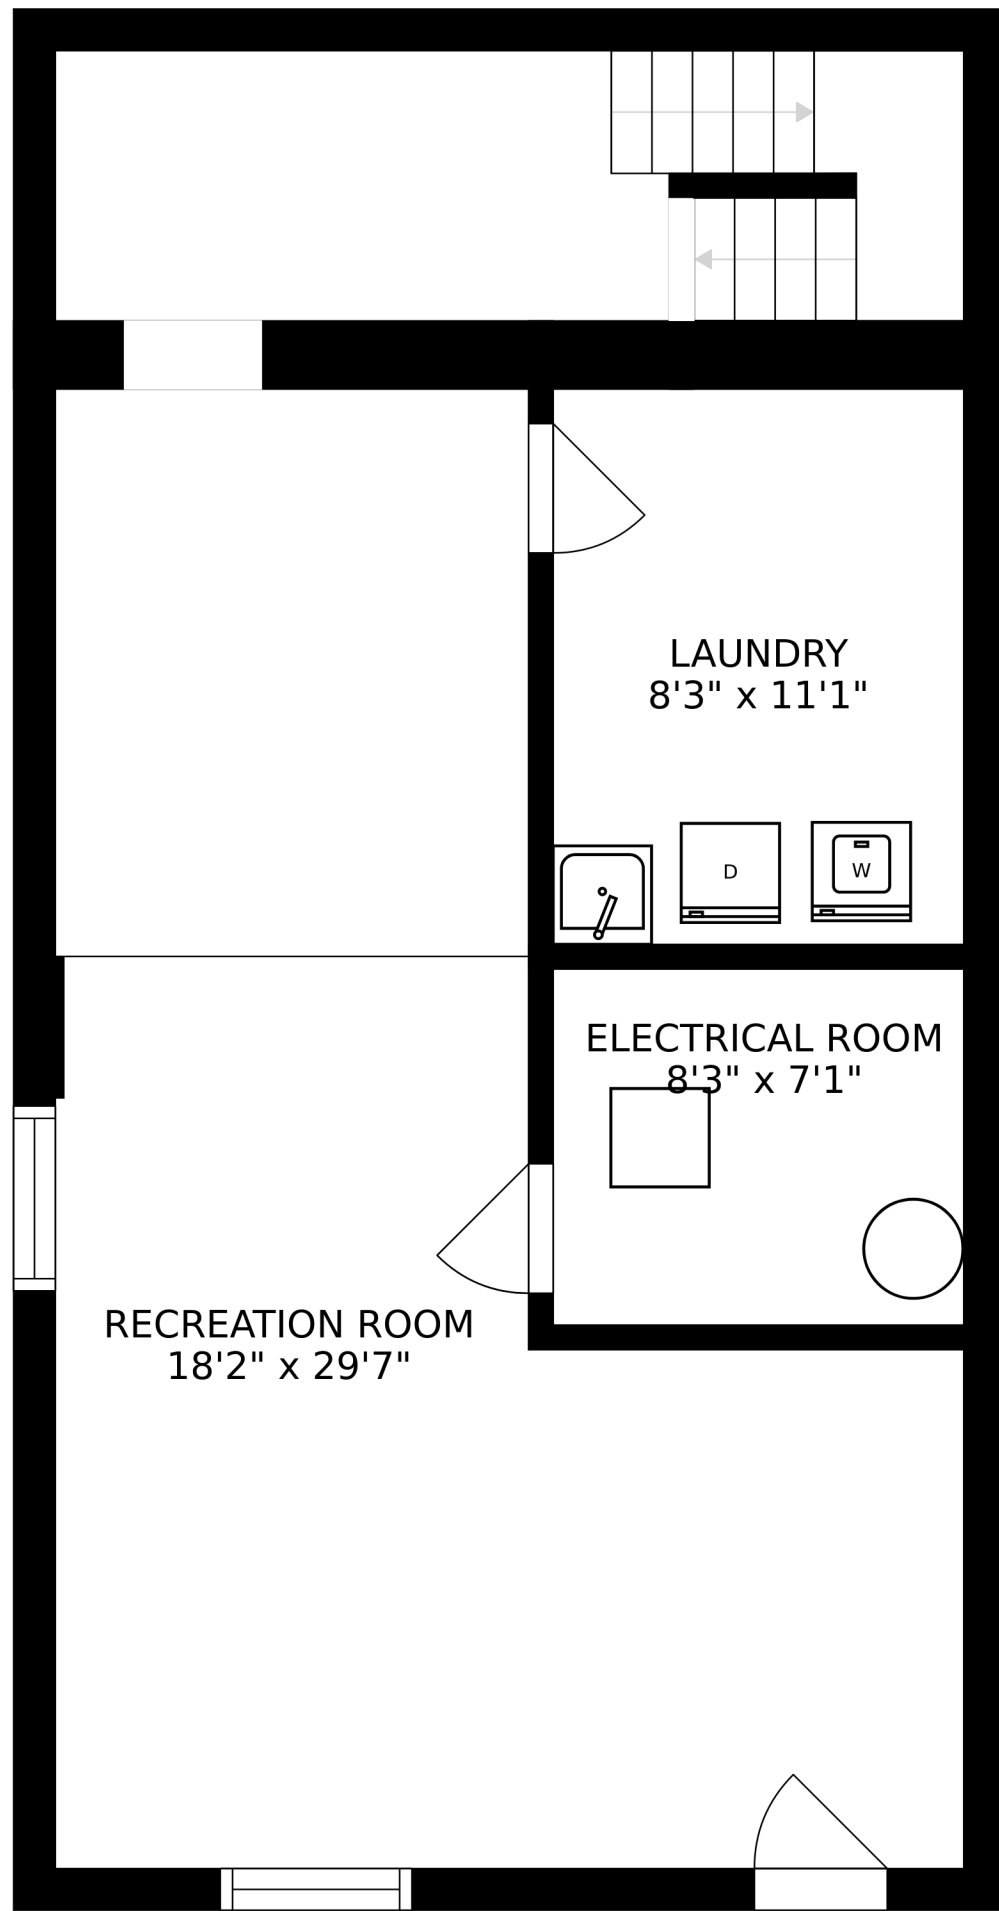 LAUNDRY
8'3" x 11'1"
D
W
ELECTRICAL ROOM
8'3" x 7'1"
RECREATION ROOM
18'2" x 29'7"